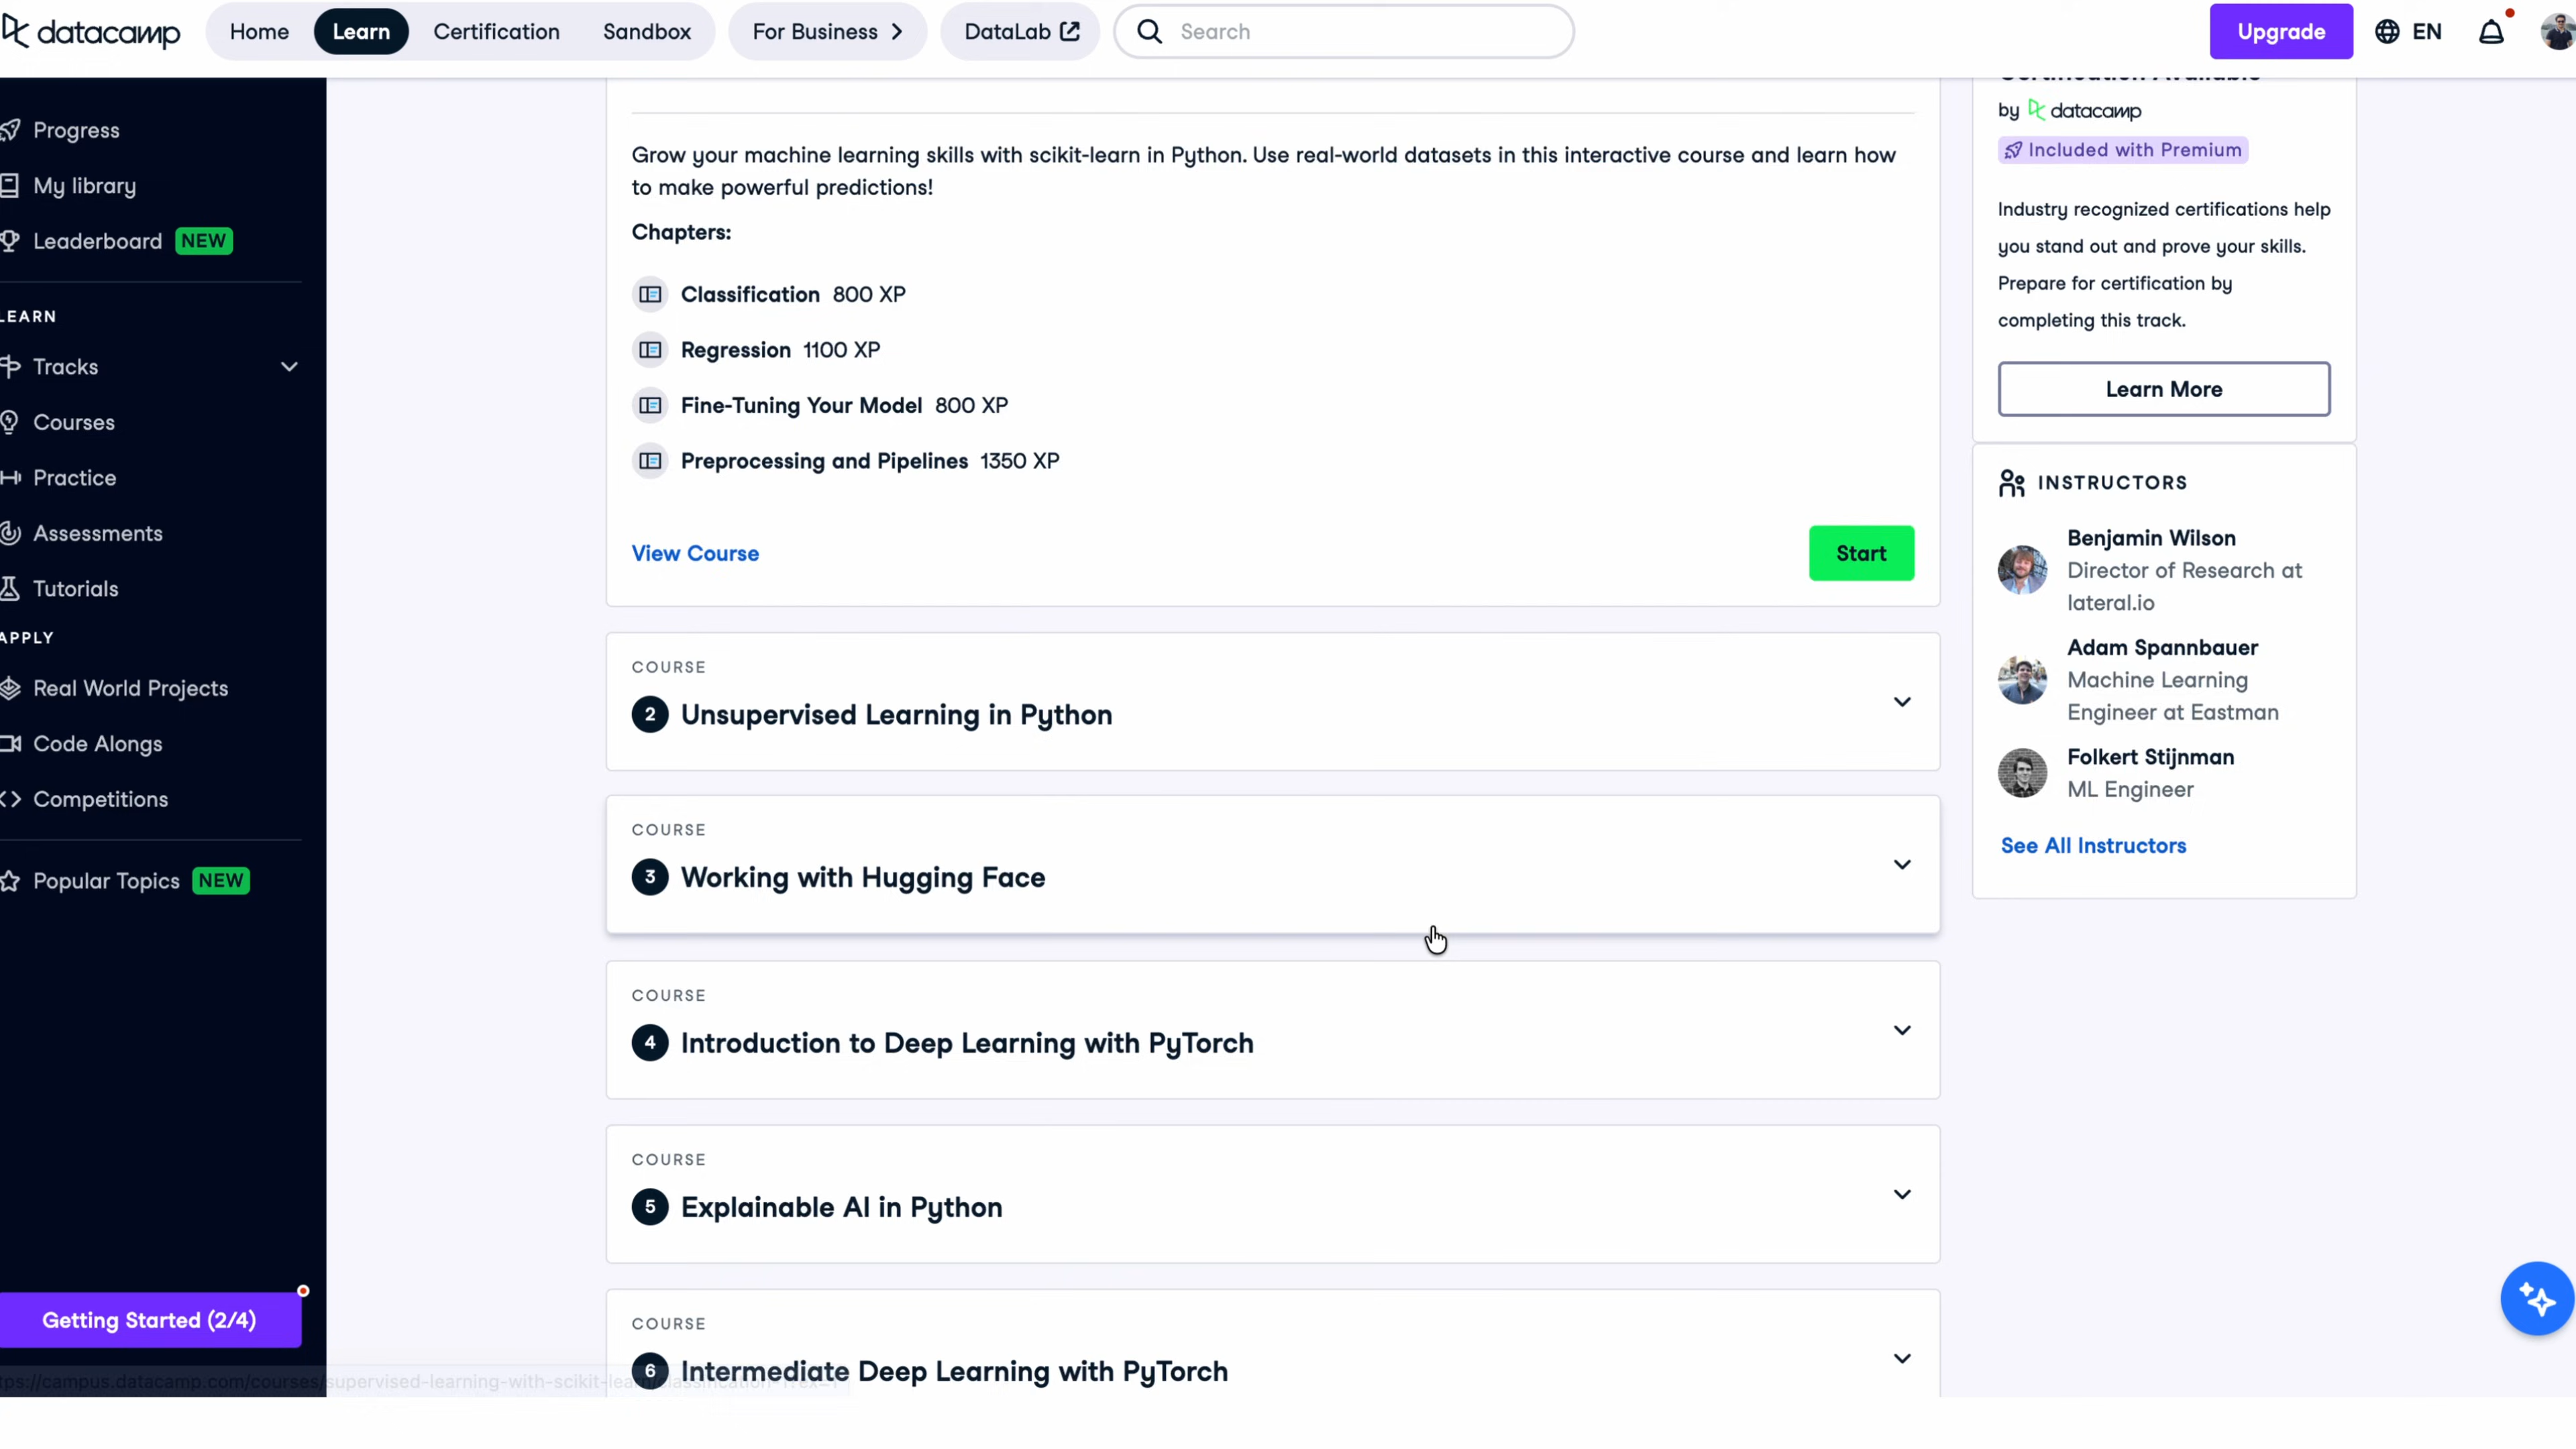 datacamp
Home
Learn
Certification
Sandbox
For Business
DataLab
Search
Upgrade
EN
Progress
My library
Leaderboard NEW
LEARN
Tracks
Courses
Practice
Assessments
Tutorials
APPLY
Real World Projects
Code Alongs
Competitions
Popular Topics NEW
Getting Started (2/4)
Grow your machine learning skills with scikit-learn in Python. Use real-world datasets in this interactive course and learn how
to make powerful predictions!
Chapters:
Classification 800 XP
Regression 1100 XP
Fine-Tuning Your Model 800 XP
Preprocessing and Pipelines 1350 XP
View Course
Start
COURSE
2 Unsupervised Learning in Python
COURSE
3 Working with Hugging Face
COURSE
4 Introduction to Deep Learning with PyTorch
COURSE
5 Explainable AI in Python
COURSE
6 Intermediate Deep Learning with PyTorch
Certification Available
by datacamp
Included with Premium
Industry recognized certifications help
you stand out and prove your skills.
Prepare for certification by
completing this track.
Learn More
INSTRUCTORS
Benjamin Wilson
Director of Research at
lateral.io
Adam Spannbauer
Machine Learning
Engineer at Eastman
Folkert Stijnman
ML Engineer
See All Instructors